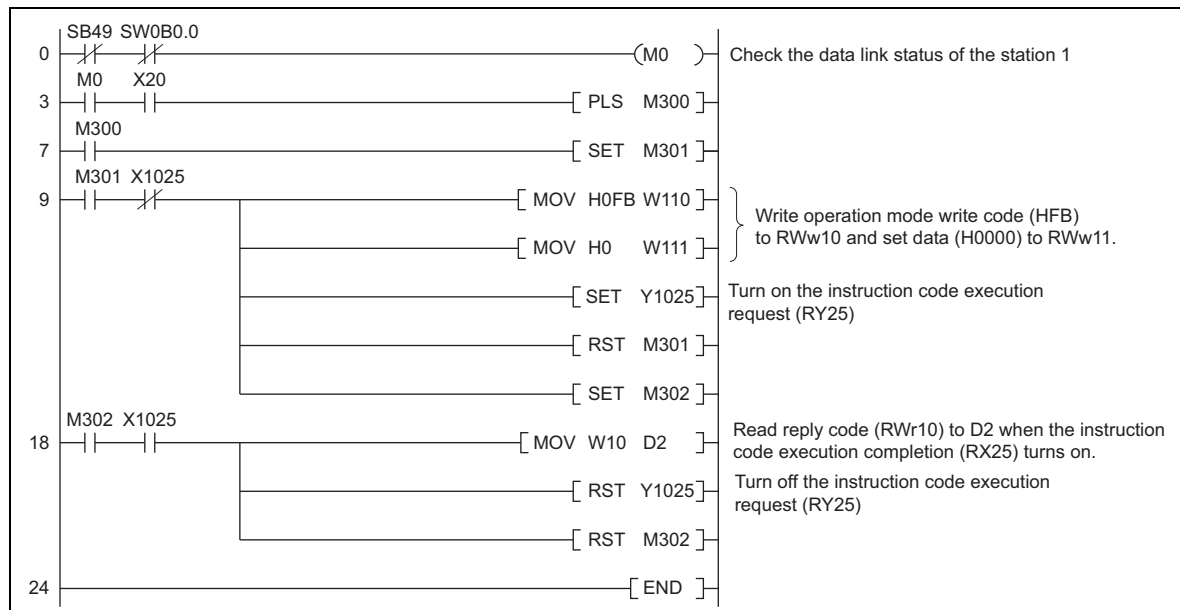 SB49 SW0B0.0
0 M0 Check the data link status of the station 1
M0 X20
3 PLS M300
M300
7 SET M301
M301 X1025
9 MOV H0FB W110
Write operation mode write code (HFB)
to RWw10 and set data (H0000) to RWw11.
MOV H0 W111
SET Y1025 Turn on the instruction code execution
request (RY25)
RST M301
SET M302
M302 X1025
18 MOV W10 D2 Read reply code (RWr10) to D2 when the instruction
code execution completion (RX25) turns on.
RST Y1025 Turn off the instruction code execution
request (RY25)
RST M302
24 END